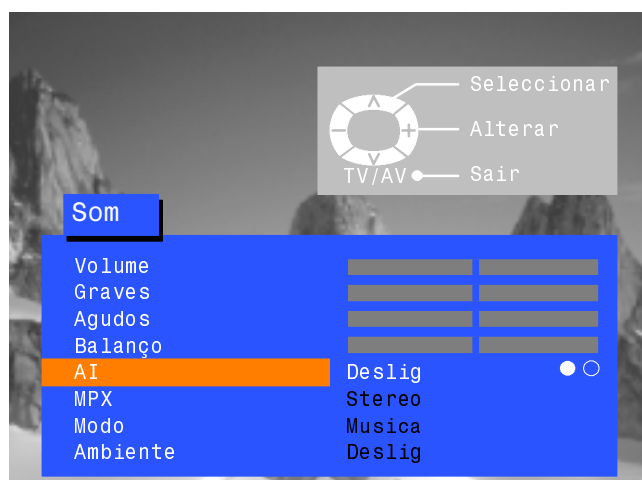 Seleccionar
Alterar
TV/AV Sair
Som
Volume
Graves
Agudos
Balanço
AI Deslig
MPX Stereo
Modo Musica
Ambiente Deslig